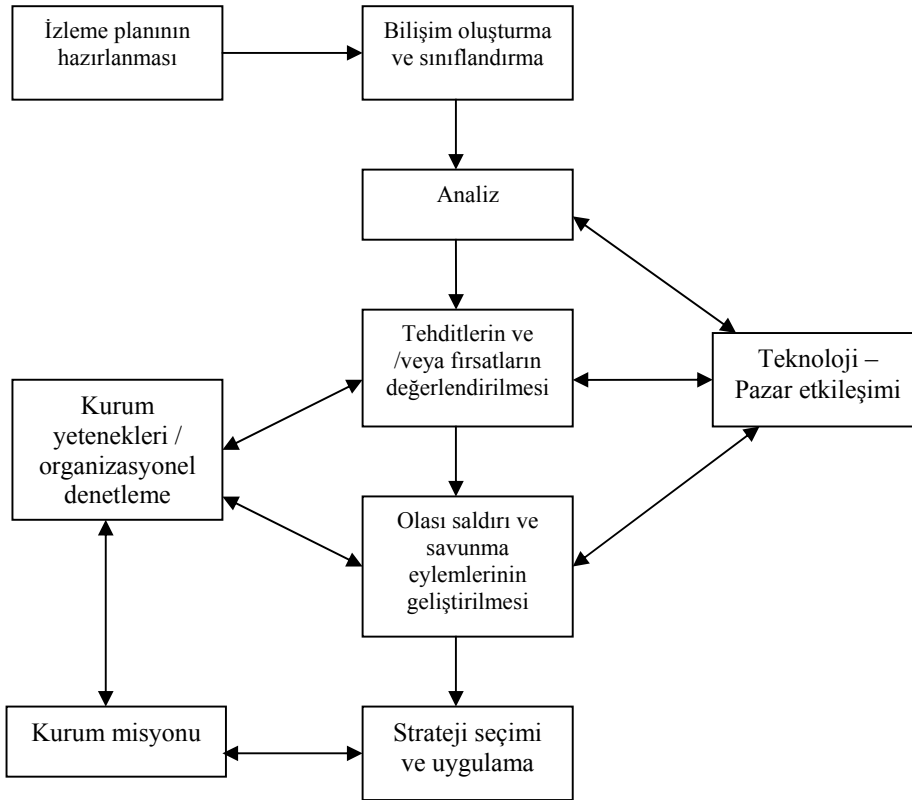 İzleme planının
hazırlanması
Bilişim oluşturma
ve sınıflandırma
Analiz
Tehditlerin ve
/veya fırsatların
değerlendirilmesi
Teknoloji –
Pazar etkileşimi
Kurum
yetenekleri /
organizasyonel
denetleme
Olası saldırı ve
savunma
eylemlerinin
geliştirilmesi
Kurum misyonu
Strateji seçimi
ve uygulama